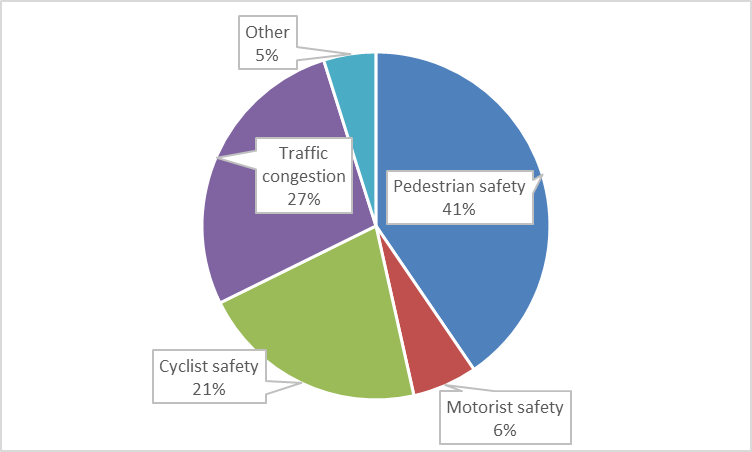 Other
5%
Traffic
congestion
27%
Pedestrian safety
41%
Cyclist safety
21%
Motorist safety
6%